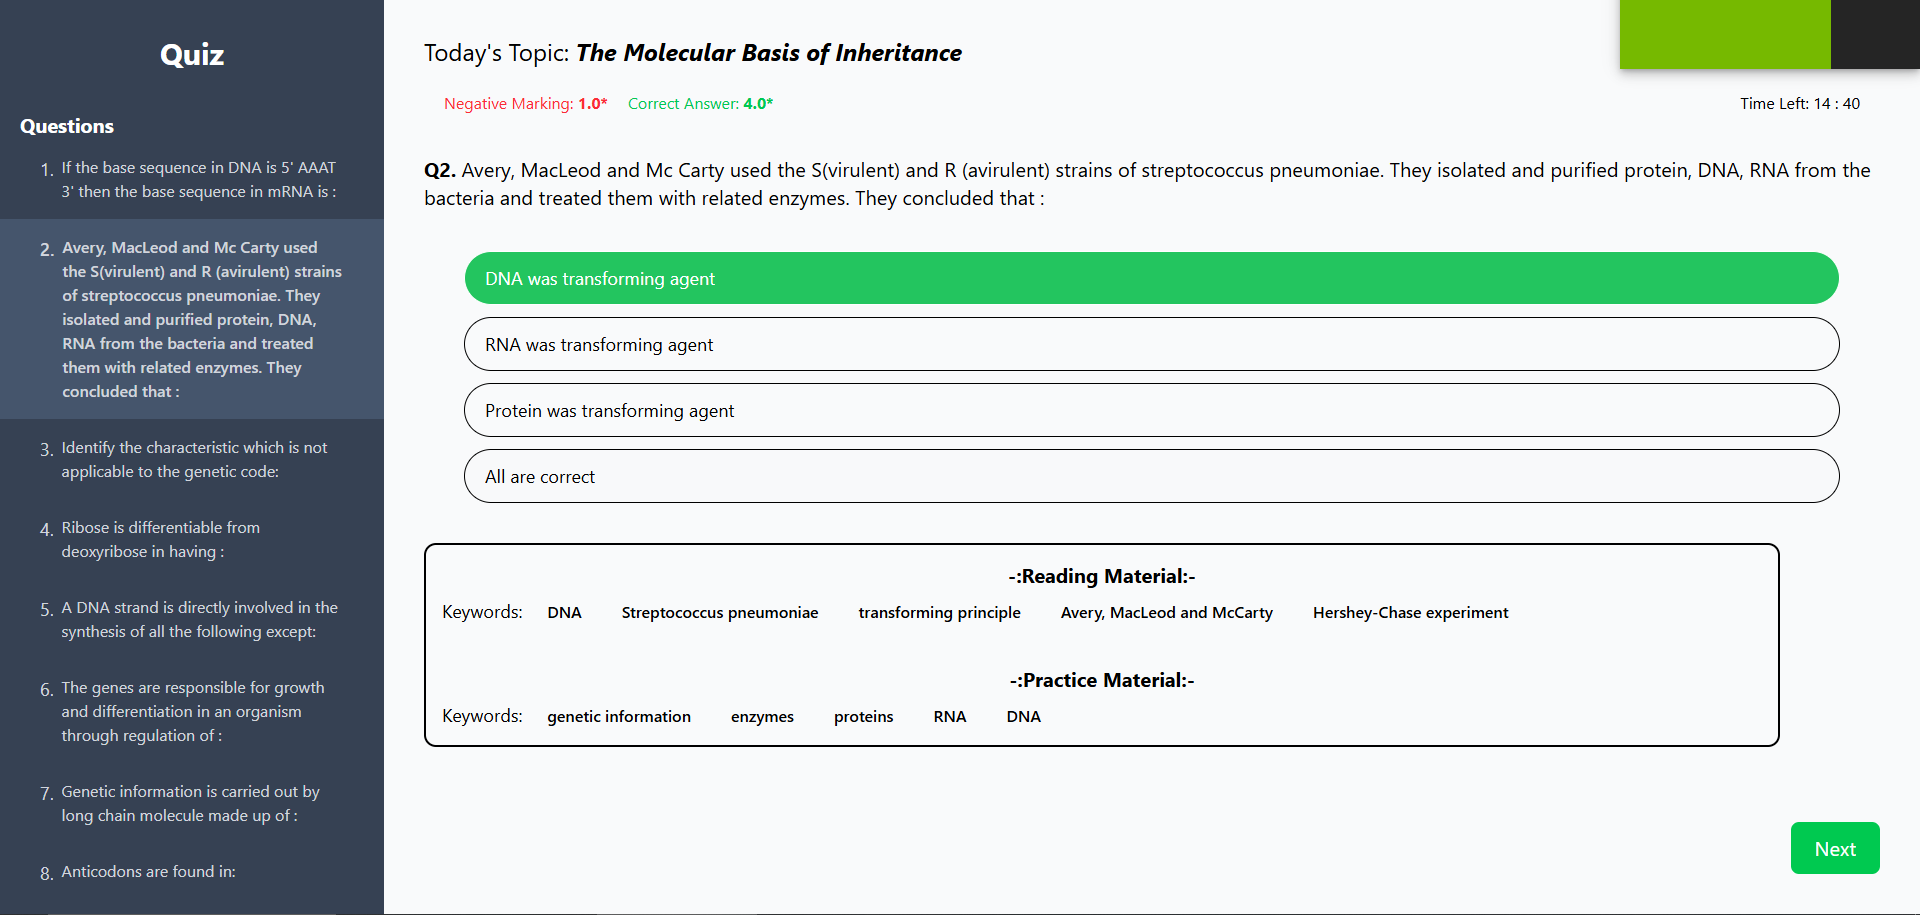 Quiz
Questions
1. If the base sequence in DNA is 5' AAAT
3' then the base sequence in mRNA is :
2. Avery, MacLeod and Mc Carty used
the S(virulent) and R (avirulent) strains
of streptococcus pneumoniae. They
isolated and purified protein, DNA,
RNA from the bacteria and treated
them with related enzymes. They
concluded that :
3. Identify the characteristic which is not
applicable to the genetic code:
4. Ribose is differentiable from
deoxyribose in having :
5. A DNA strand is directly involved in the
synthesis of all the following except:
6. The genes are responsible for growth
and differentiation in an organism
through regulation of :
7. Genetic information is carried out by
long chain molecule made up of :
8. Anticodons are found in:
Today's Topic: The Molecular Basis of Inheritance
Negative Marking: 1.0* Correct Answer: 4.0*
Time Left: 14 : 40
Q2. Avery, MacLeod and Mc Carty used the S(virulent) and R (avirulent) strains of streptococcus pneumoniae. They isolated and purified protein, DNA, RNA from the
bacteria and treated them with related enzymes. They concluded that :
DNA was transforming agent
RNA was transforming agent
Protein was transforming agent
All are correct
-:Reading Material:-
Keywords: DNA Streptococcus pneumoniae transforming principle Avery, MacLeod and McCarty Hershey-Chase experiment
-:Practice Material:-
Keywords: genetic information enzymes proteins RNA DNA
Next